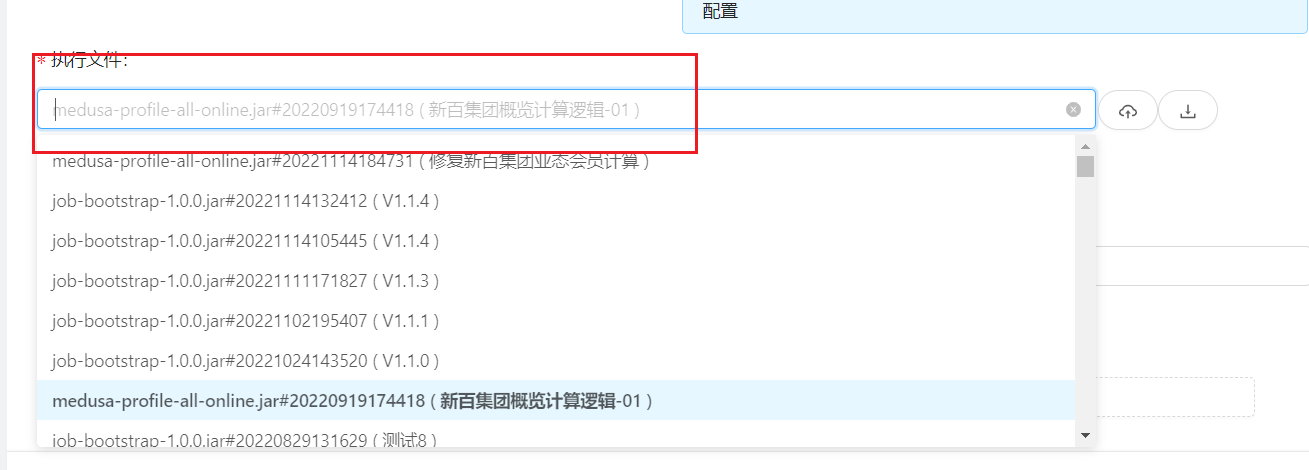 配置
* 执行文件:
medusa-profile-all-online.jar#20220919174418 ( 新百集团概览计算逻辑-01 )
medusa-profile-all-online.jar#20221114184731 ( 修复新百集团业态会员计算 )
job-bootstrap-1.0.0.jar#20221114132412 ( V1.1.4 )
job-bootstrap-1.0.0.jar#20221114105445 ( V1.1.4 )
job-bootstrap-1.0.0.jar#20221111171827 ( V1.1.3 )
job-bootstrap-1.0.0.jar#20221102195407 ( V1.1.1 )
job-bootstrap-1.0.0.jar#20221024143520 ( V1.1.0 )
medusa-profile-all-online.jar#20220919174418 ( 新百集团概览计算逻辑-01 )
job-bootstrap-1.0.0.jar#20220829131629 ( 测试8 )